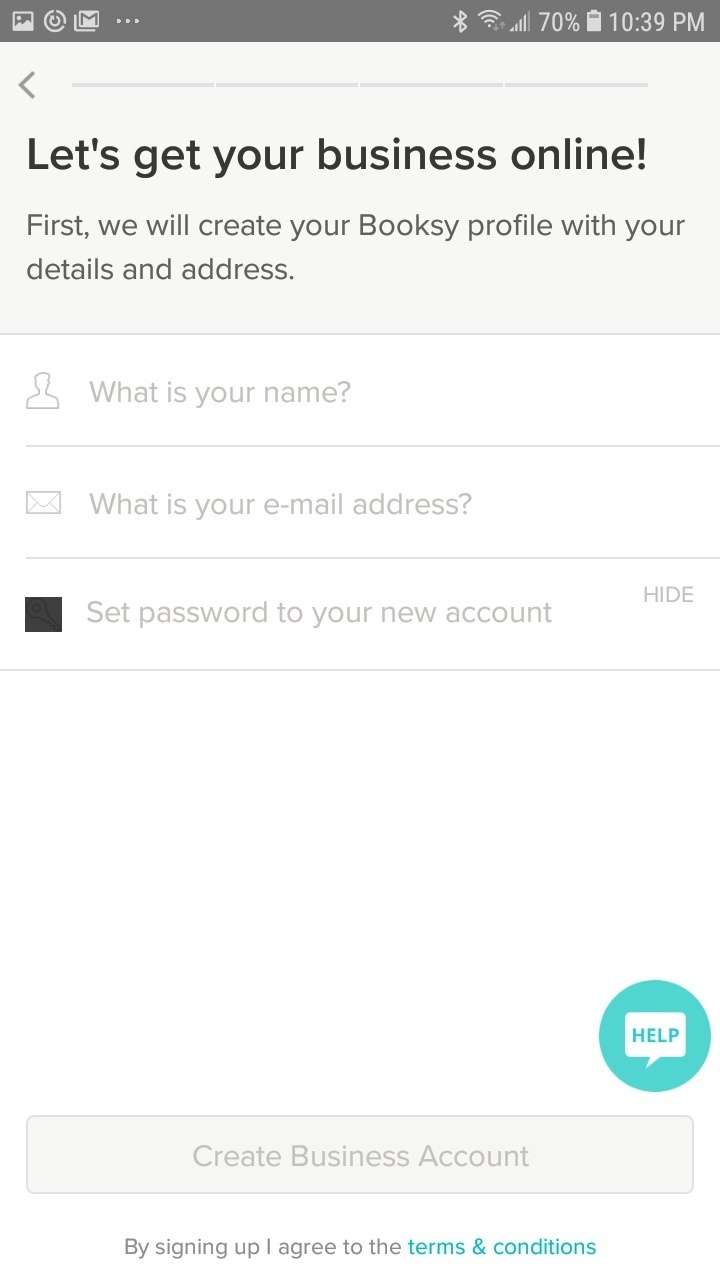 70% 10:39 PM
Let's get your business online!
First, we will create your Booksy profile with your
details and address.
What is your name?
What is your e-mail address?
HIDE
Set password to your new account
HELP
Create Business Account
By signing up I agree to the terms & conditions